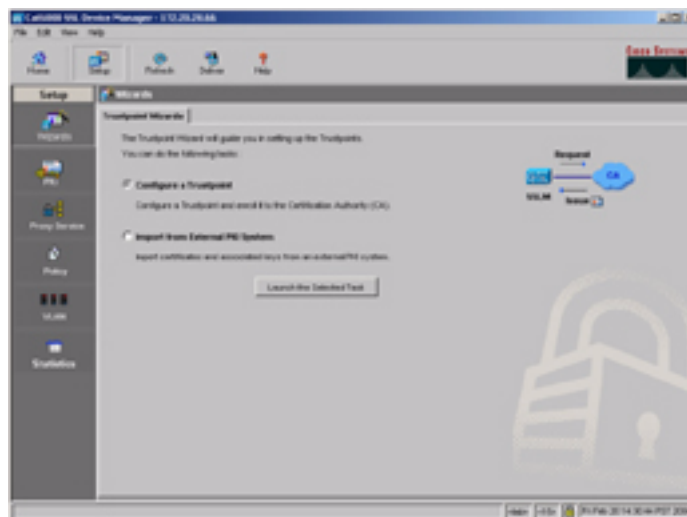 Cat6000 SSL Device Manager - 172.20.20.66
File Edit View Help
Home
Setup
Refresh
Deliver
Help
Cisco Systems
Setup
Wizards
Wizards
Trustpoint Wizards
The Trustpoint Wizard will guide you in setting up the Trustpoints.
You can do the following tasks:
Configure a Trustpoint
Configure a Trustpoint and enroll it to the Certification Authority (CA).
Import from External PKI System
Import certificates and associated keys from an external PKI system.
Launch the Selected Task
Request
CA
SSLM
Issue
PKI
Proxy Service
Policy
VLAN
Statistics